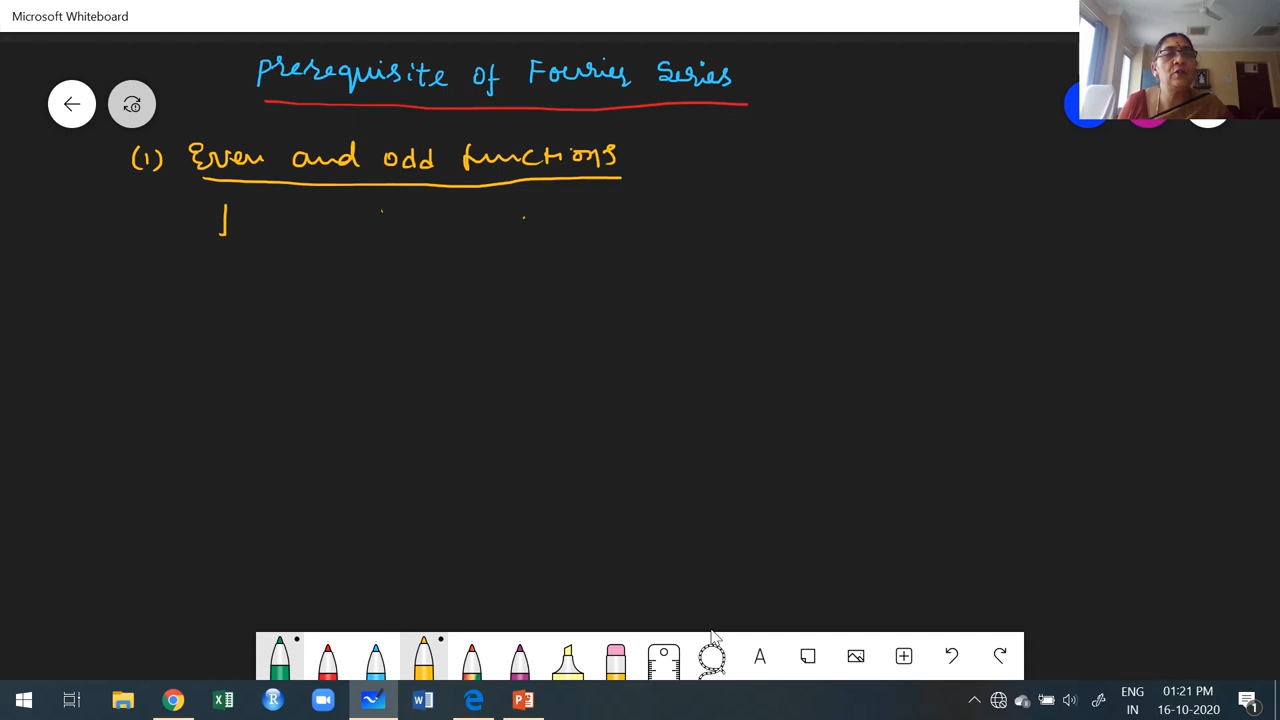 Microsoft Whiteboard
Prerequisite of Fourier Series
(1) Even and odd functions
A
ENG
IN
01:21 PM
16-10-2020
1